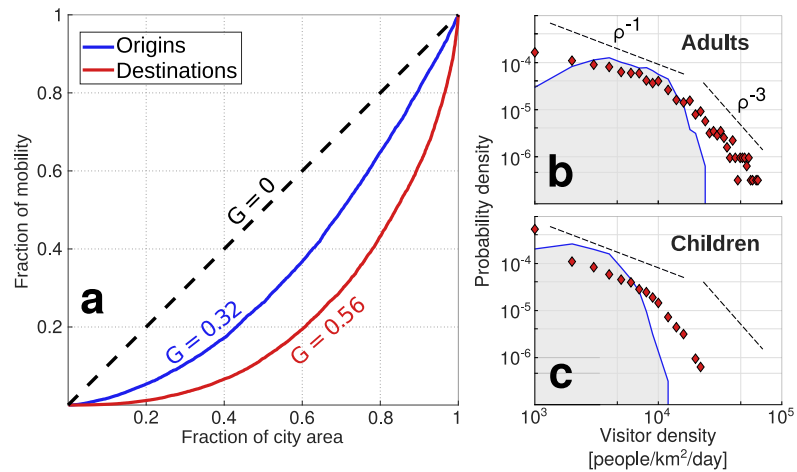 Origins
Destinations
G = 0
G = 0.32
G = 0.56
a
1
0.8
0.6
0.4
0.2
0.2
0.4
0.6
0.8
1
Fraction of mobility
Fraction of city area
Adults
ρ⁻¹
ρ⁻³
b
10⁻⁴
10⁻⁵
10⁻⁶
Probability density
Children
c
10⁻⁴
10⁻⁵
10⁻⁶
10³
10⁴
10⁵
Visitor density
[people/km²/day]